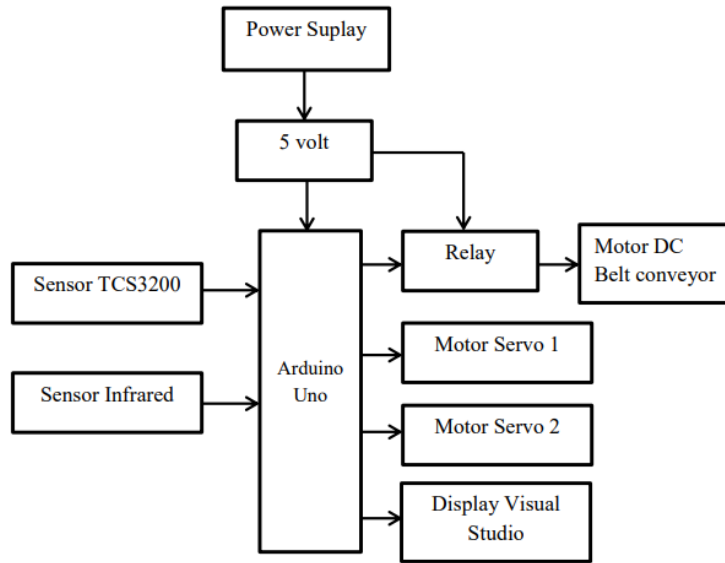 Power Suplay
5 volt
Relay
Motor DC
Belt conveyor
Sensor TCS3200
Motor Servo 1
Arduino
Uno
Sensor Infrared
Motor Servo 2
Display Visual
Studio